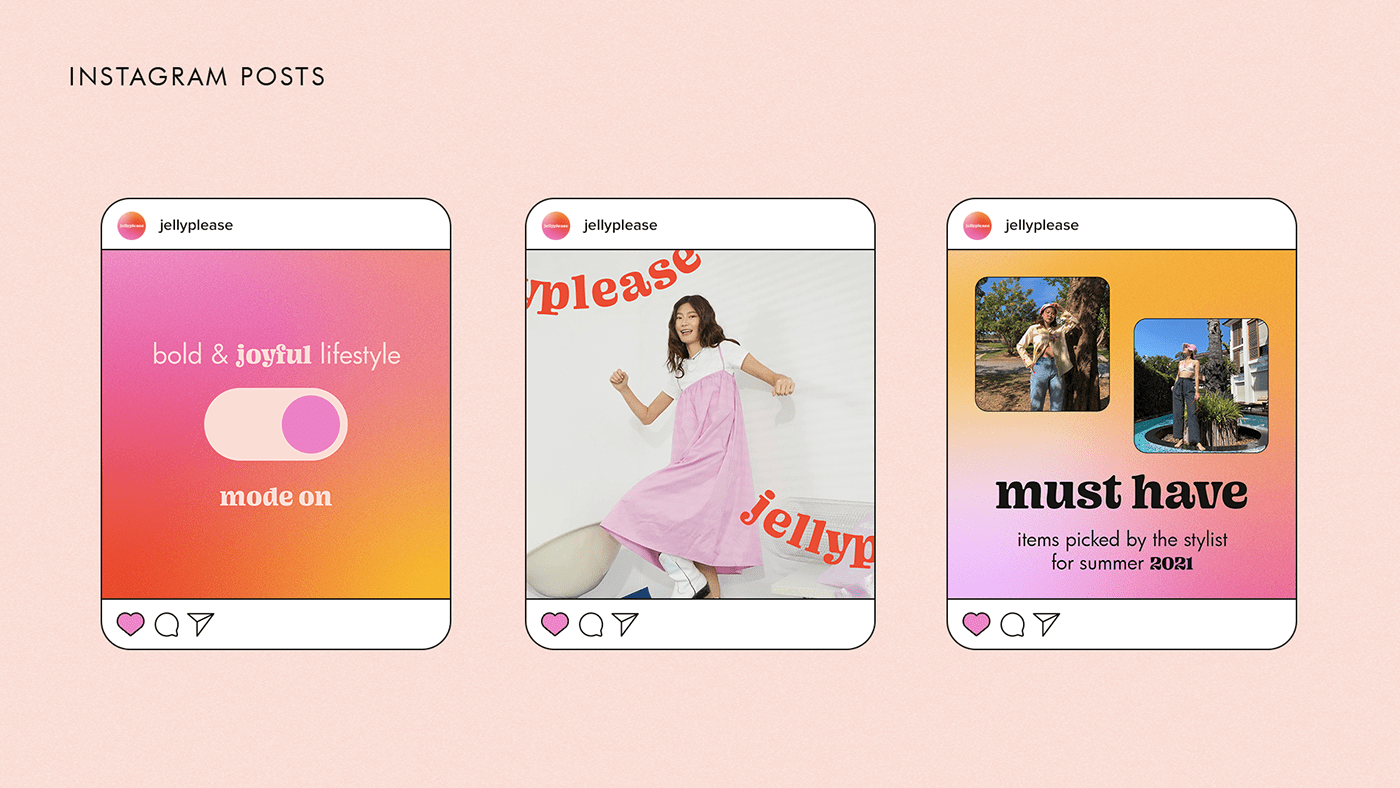 INSTAGRAM POSTS
jellyplease
jellyplease
bold & joyful lifestyle
mode on
jellyplease
jellyplease
yplease
jellyp
jellyplease
jellyplease
must have
items picked by the stylist
for summer 2021